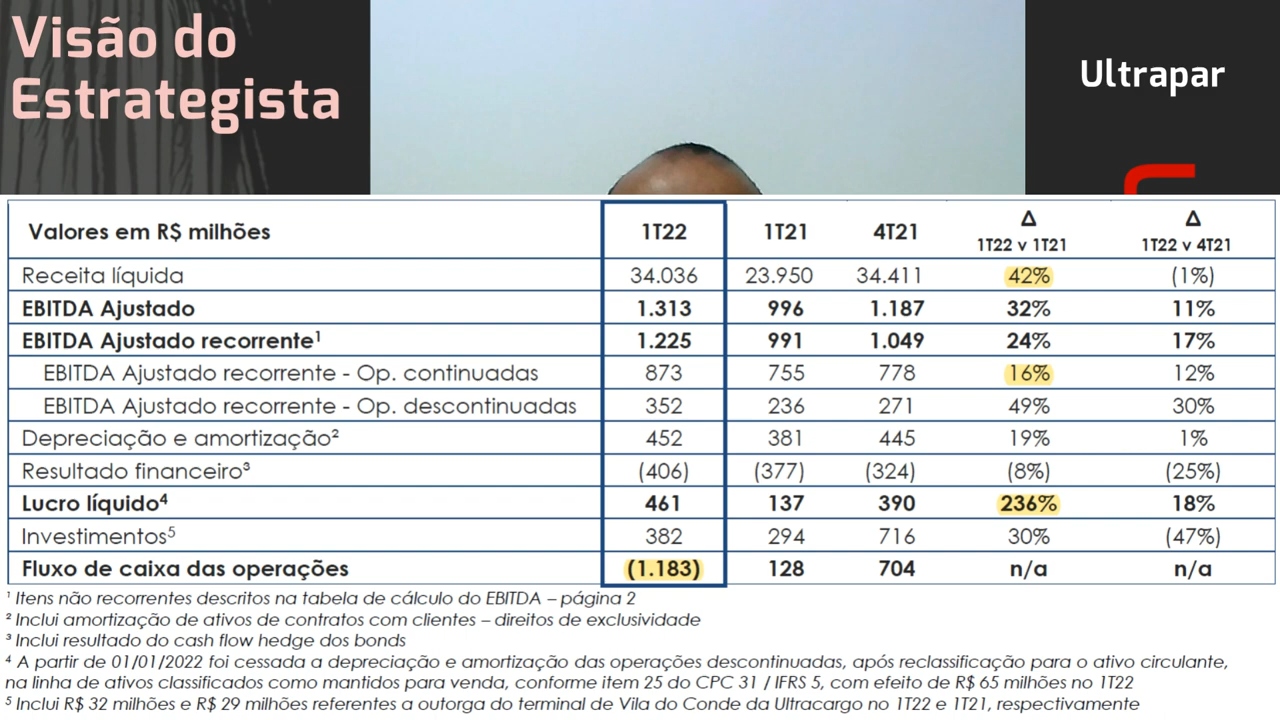 Visão do
Estrategista
Ultrapar
Valores em R$ milhões 1T22 1T21 4T21 Δ 1T22 v 1T21 Δ 1T22 v 4T21
Receita líquida 34.036 23.950 34.411 42% (1%)
EBITDA Ajustado 1.313 996 1.187 32% 11%
EBITDA Ajustado recorrente¹ 1.225 991 1.049 24% 17%
EBITDA Ajustado recorrente - Op. continuadas 873 755 778 16% 12%
EBITDA Ajustado recorrente - Op. descontinuadas 352 236 271 49% 30%
Depreciação e amortização² 452 381 445 19% 1%
Resultado financeiro³ (406) (377) (324) (8%) (25%)
Lucro líquido⁴ 461 137 390 236% 18%
Investimentos⁵ 382 294 716 30% (47%)
Fluxo de caixa das operações (1.183) 128 704 n/a n/a
¹ Itens não recorrentes descritos na tabela de cálculo do EBITDA – página 2
² Inclui amortização de ativos de contratos com clientes – direitos de exclusividade
³ Inclui resultado do cash flow hedge dos bonds
⁴ A partir de 01/01/2022 foi cessada a depreciação e amortização das operações descontinuadas, após reclassificação para o ativo circulante,
na linha de ativos classificados como mantidos para venda, conforme item 25 do CPC 31 / IFRS 5, com efeito de R$ 65 milhões no 1T22
⁵ Inclui R$ 32 milhões e R$ 29 milhões referentes a outorga do terminal de Vila do Conde da Ultracargo no 1T22 e 1T21, respectivamente